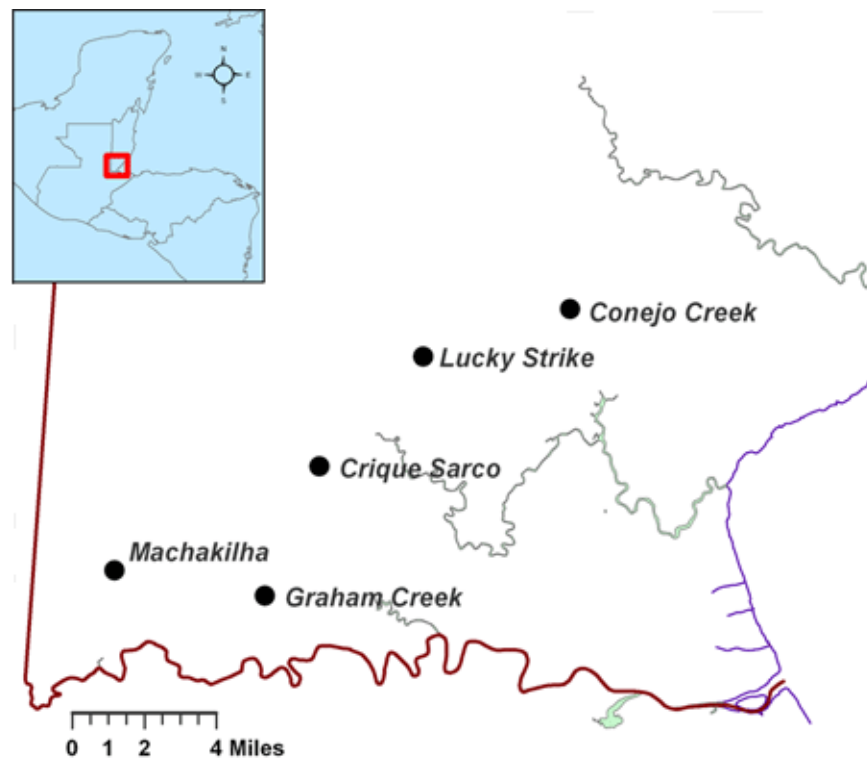 N
W E
S
Conejo Creek
Lucky Strike
Crique Sarco
Machakilha
Graham Creek
0 1 2 4 Miles